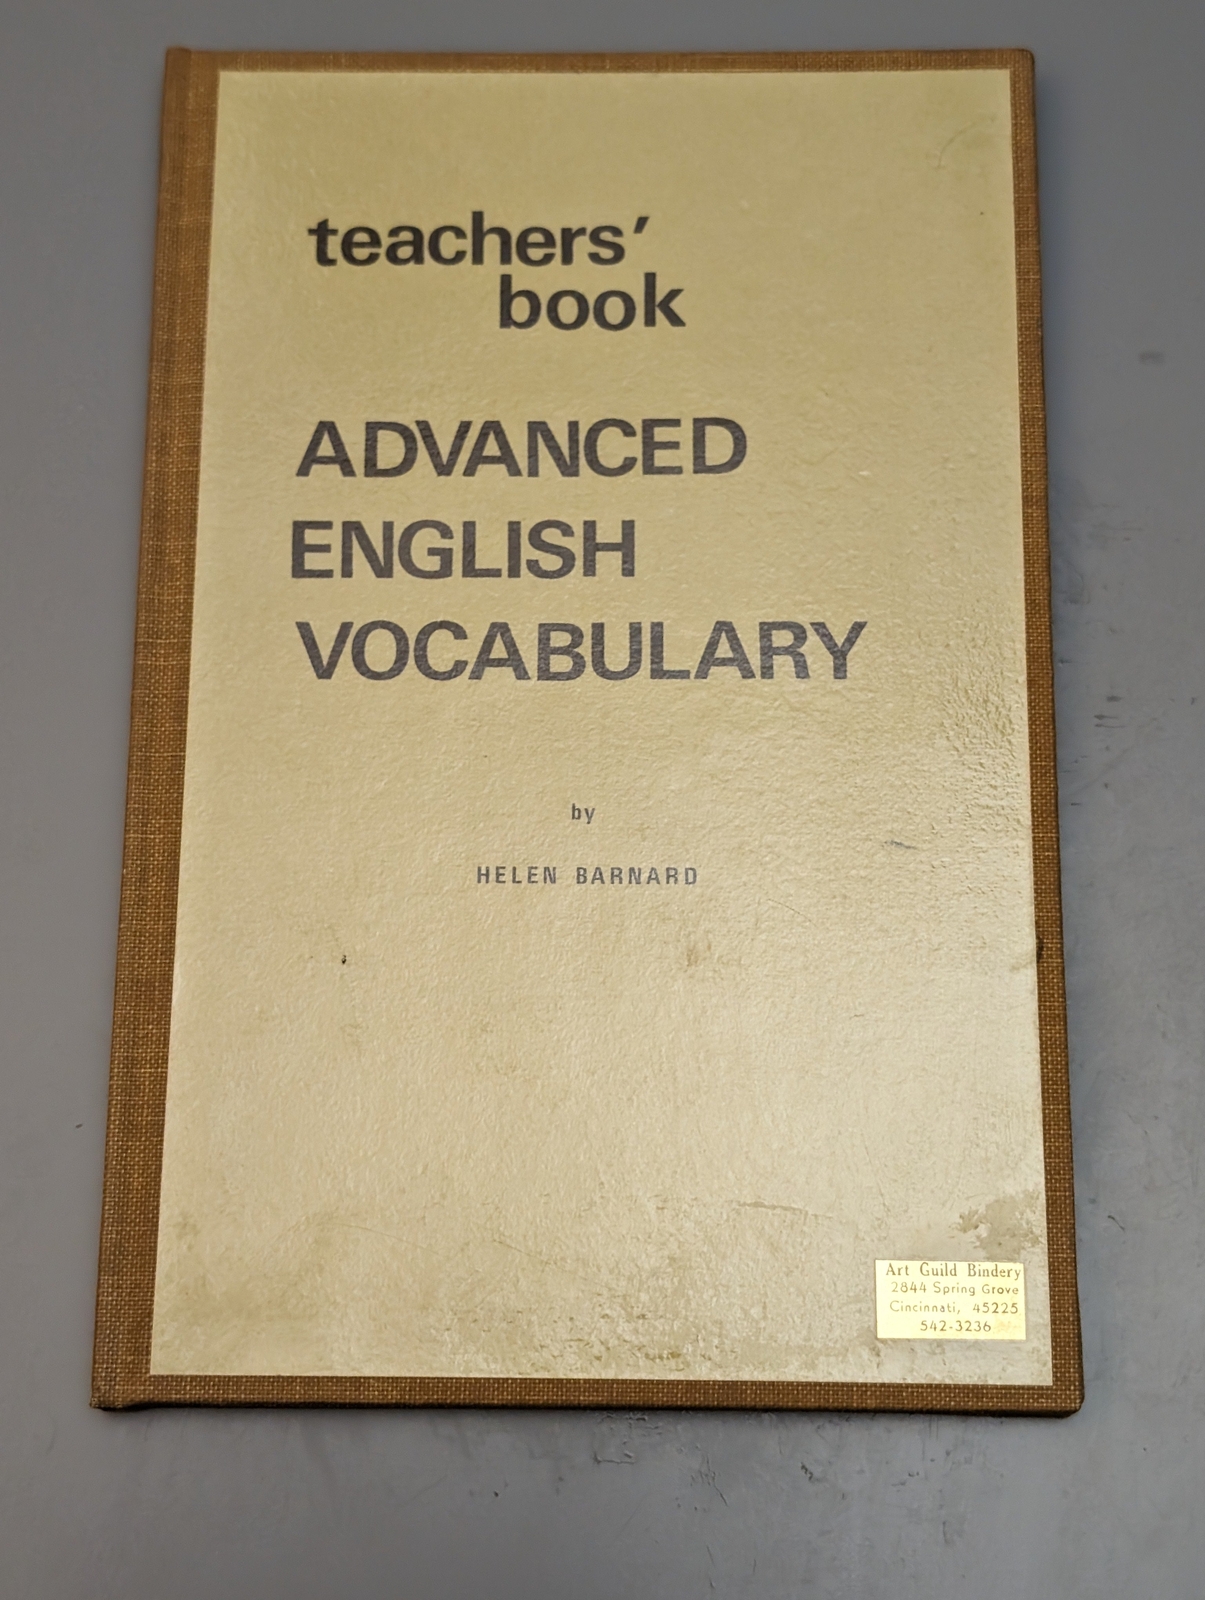 teachers'
book
ADVANCED
ENGLISH
VOCABULARY
by
HELEN BARNARD
Art Guild Bindery
2844 Spring Grove
Cincinnati, 45225
542-3236